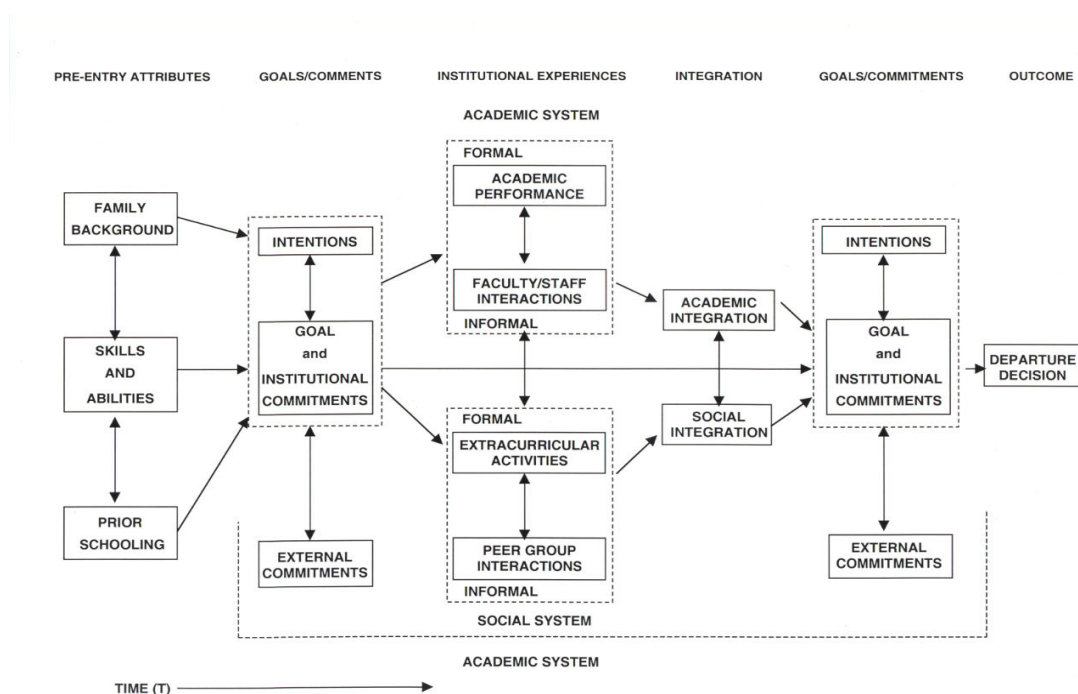 PRE-ENTRY ATTRIBUTES
GOALS/COMMENTS
INSTITUTIONAL EXPERIENCES
INTEGRATION
GOALS/COMMITMENTS
OUTCOME
ACADEMIC SYSTEM
FAMILY
BACKGROUND
SKILLS
AND
ABILITIES
PRIOR
SCHOOLING
INTENTIONS
GOAL
and
INSTITUTIONAL
COMMITMENTS
EXTERNAL
COMMITMENTS
FORMAL
ACADEMIC
PERFORMANCE
FACULTY/STAFF
INTERACTIONS
INFORMAL
FORMAL
EXTRACURRICULAR
ACTIVITIES
PEER GROUP
INTERACTIONS
INFORMAL
SOCIAL SYSTEM
ACADEMIC
INTEGRATION
SOCIAL
INTEGRATION
INTENTIONS
GOAL
and
INSTITUTIONAL
COMMITMENTS
EXTERNAL
COMMITMENTS
DEPARTURE
DECISION
ACADEMIC SYSTEM
TIME (T)